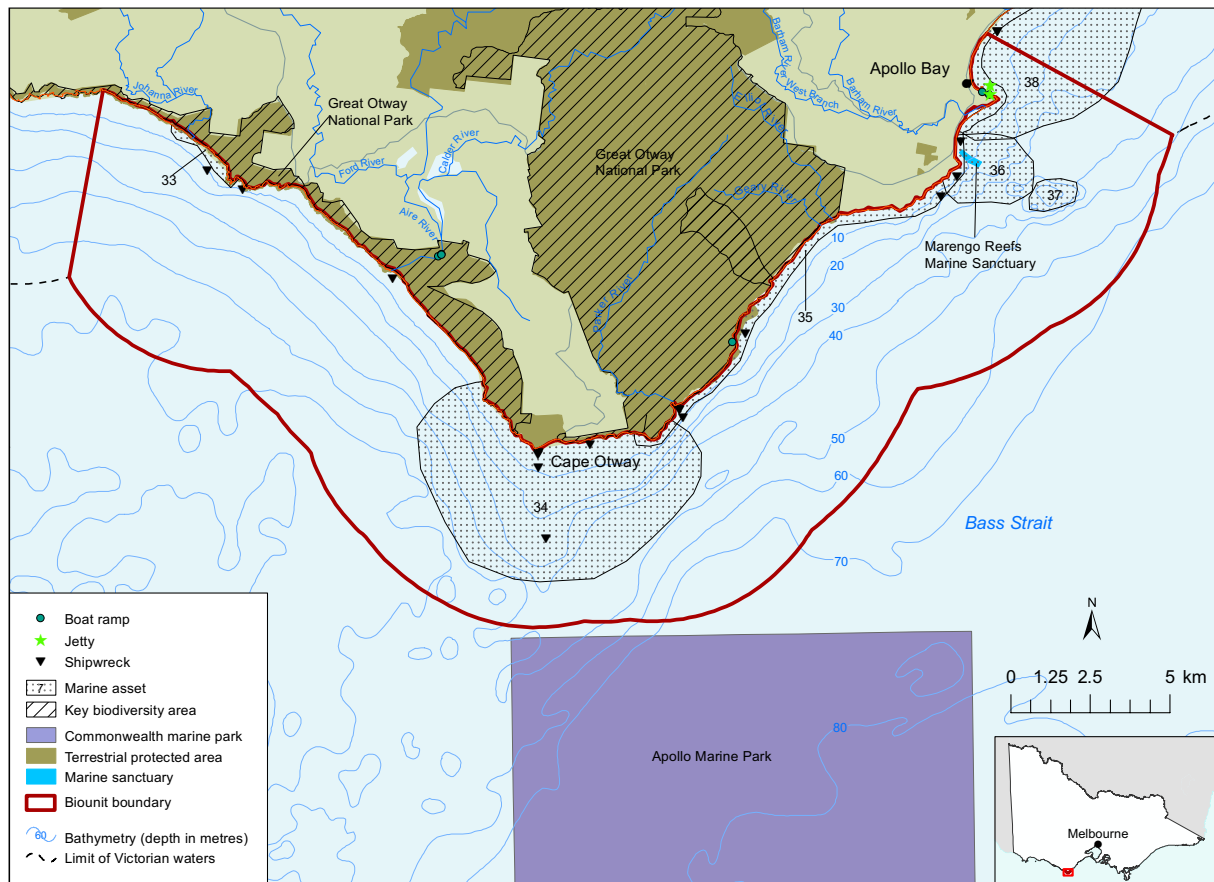 Johanna River
33
Great Otway
National Park
Ford River
Calder River
Aire River
Great Otway
National Park
Parker River
Geary River
Elliot River
Barham River West Branch
Barham River
Apollo Bay
38
36
37
Marengo Reefs
Marine Sanctuary
10
20
30
40
35
50
60
70
Cape Otway
34
Bass Strait
80
Apollo Marine Park
N
0 1.25 2.5 5 km
Boat ramp
Jetty
Shipwreck
7 Marine asset
Key biodiversity area
Commonwealth marine park
Terrestrial protected area
Marine sanctuary
Biounit boundary
60 Bathymetry (depth in metres)
Limit of Victorian waters
Melbourne